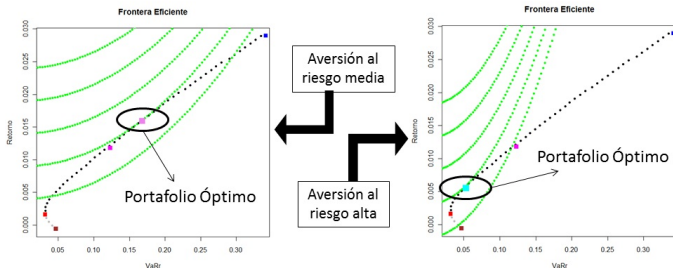 Frontera Eficiente
0.030
0.025
0.020
0.015
0.010
0.005
0.000
Retorno
0.05
0.10
0.15
0.20
0.25
0.30
VaRr
Portafolio Óptimo
Aversión al
riesgo media
Aversión al
riesgo alta
Frontera Eficiente
0.030
0.025
0.020
0.015
0.010
0.005
0.000
Retorno
0.05
0.10
0.15
0.20
0.25
0.30
VaRr
Portafolio Óptimo